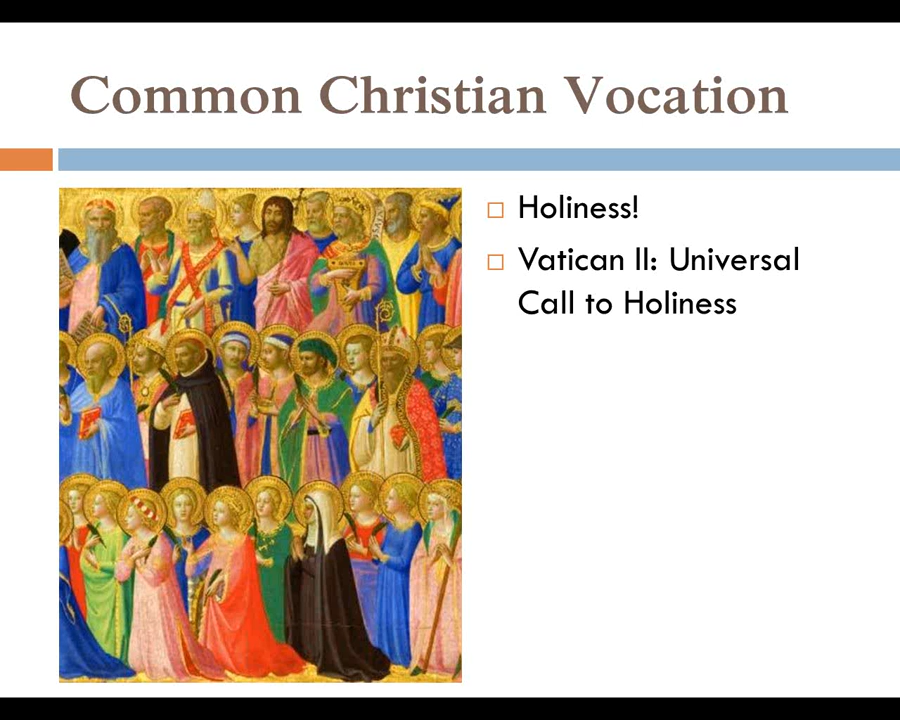 Common Christian Vocation
Holiness!
Vatican II: Universal
Call to Holiness